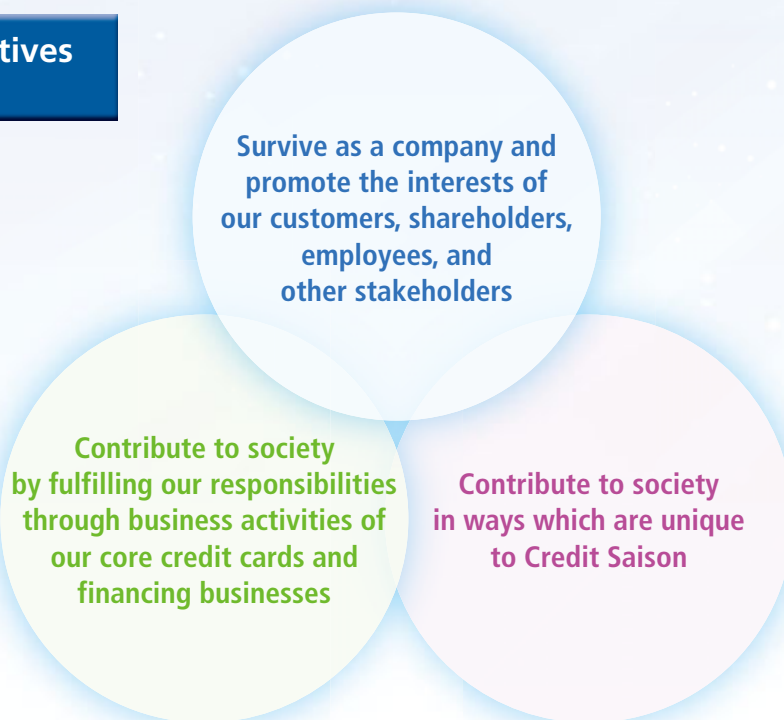 tives
Survive as a company and
promote the interests of
our customers, shareholders,
employees, and
other stakeholders
Contribute to society
by fulfilling our responsibilities
through business activities of
our core credit cards and
financing businesses
Contribute to society
in ways which are unique
to Credit Saison